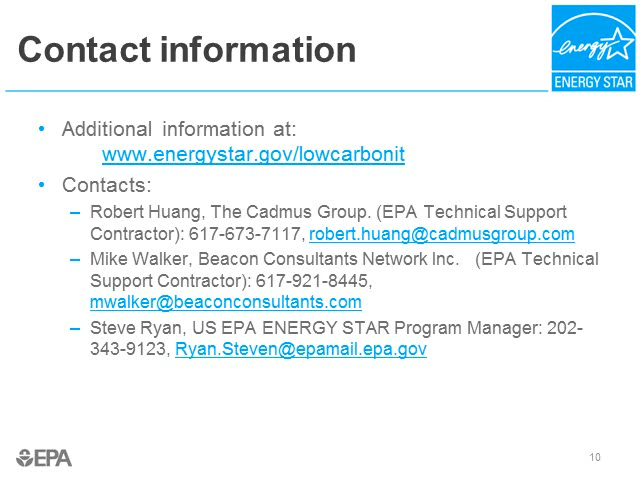 Contact information
energy
ENERGY STAR
• Additional information at:
www.energystar.gov/lowcarbonit
• Contacts:
– Robert Huang, The Cadmus Group. (EPA Technical Support
Contractor): 617-673-7117, robert.huang@cadmusgroup.com
– Mike Walker, Beacon Consultants Network Inc. (EPA Technical
Support Contractor): 617-921-8445,
mwalker@beaconconsultants.com
– Steve Ryan, US EPA ENERGY STAR Program Manager: 202-
343-9123, Ryan.Steven@epamail.epa.gov
EPA
10